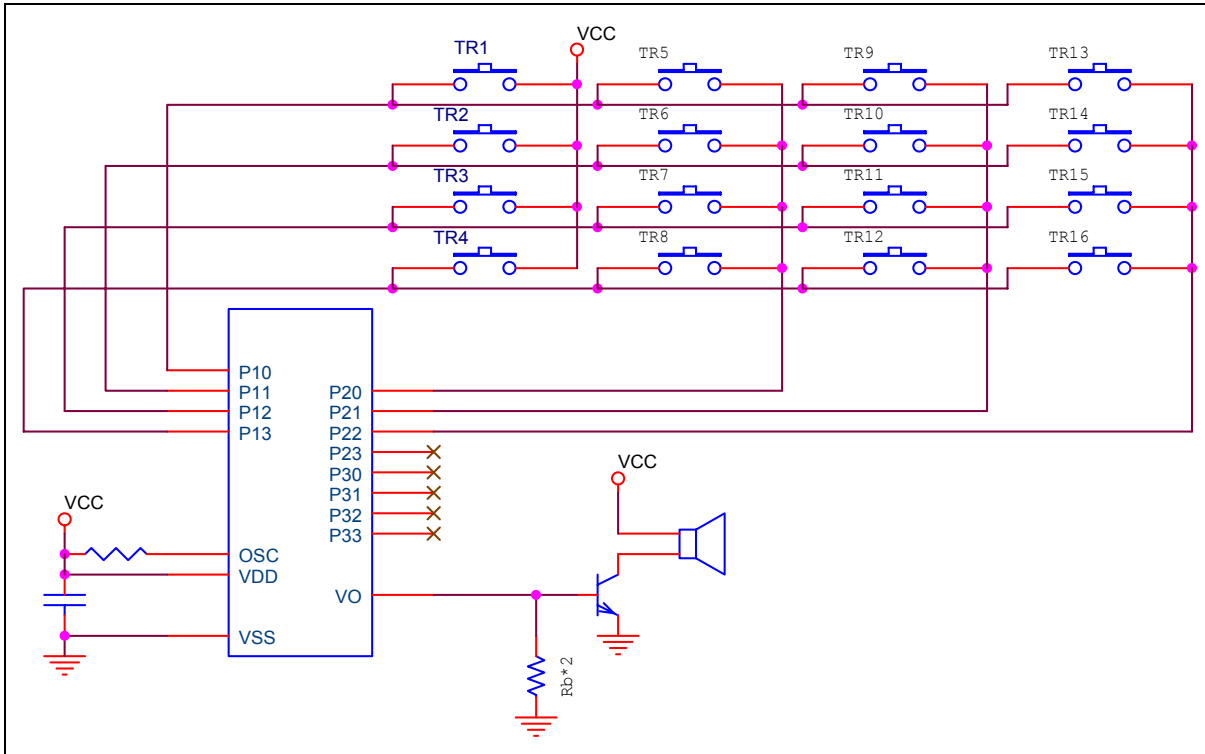 VCC
TR1
TR5
TR9
TR13
TR2
TR6
TR10
TR14
TR3
TR7
TR11
TR15
TR4
TR8
TR12
TR16
P10
P11
P12
P13
P20
P21
P22
P23
P30
P31
P32
P33
VCC
VCC
OSC
VDD
VO
VSS
Rb*2